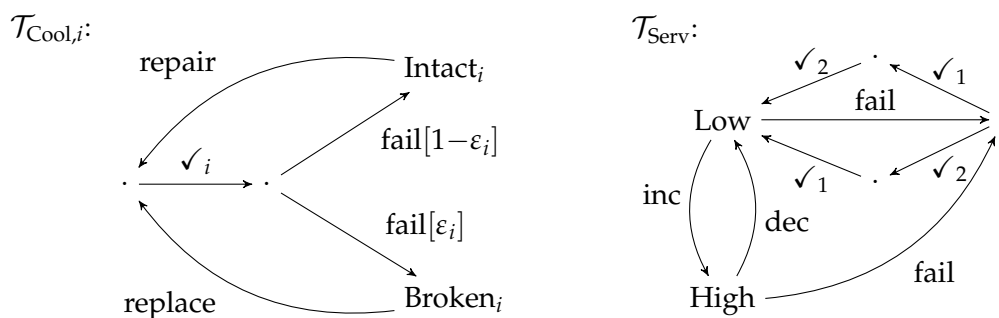 𝒯Cool,i:
repair
Intacti
fail[1−εi]
✓i
fail[εi]
replace
Brokeni
𝒯Serv:
✓2
✓1
fail
Low
✓1
✓2
inc
dec
fail
High